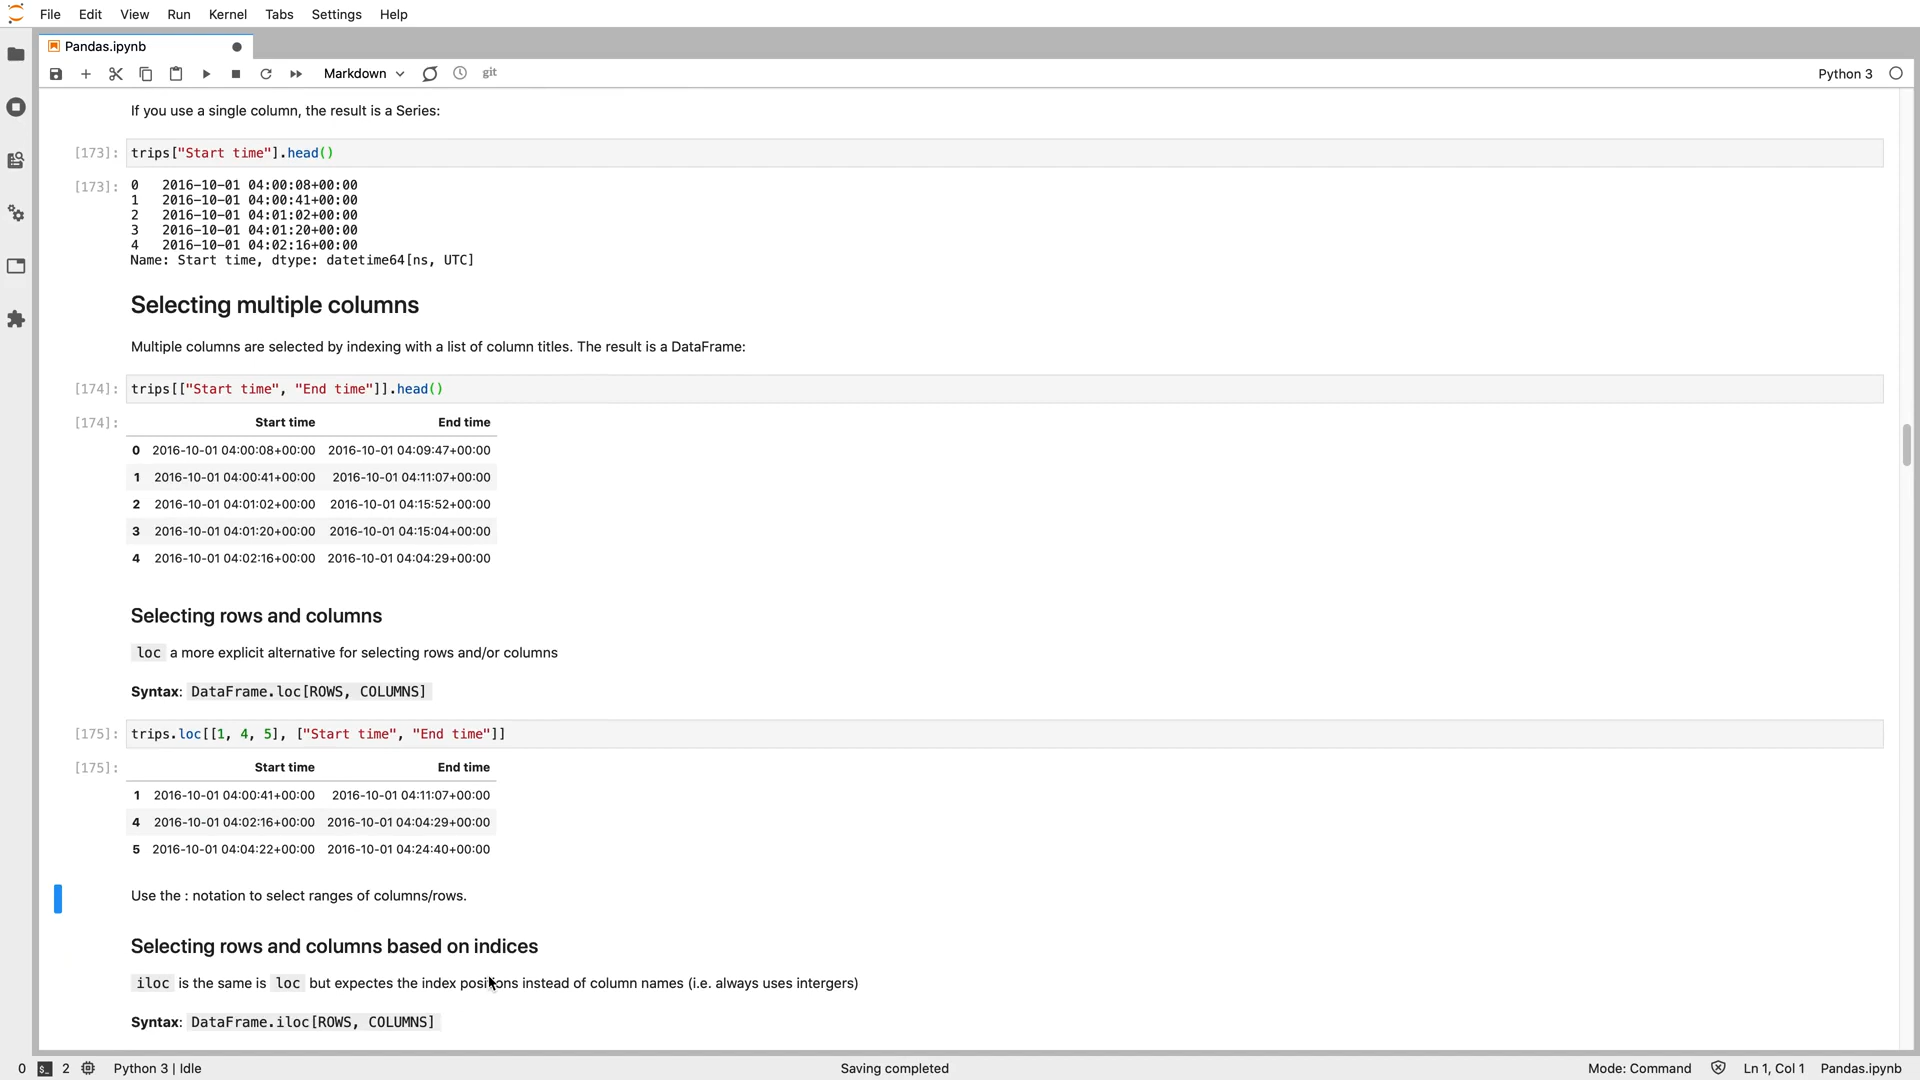 File Edit View Run Kernel Tabs Settings Help
Pandas.ipynb
Markdown git Python 3
If you use a single column, the result is a Series:
[173]: trips["Start time"].head()
[173]: 0 2016-10-01 04:00:08+00:00
1 2016-10-01 04:00:41+00:00
2 2016-10-01 04:01:02+00:00
3 2016-10-01 04:01:20+00:00
4 2016-10-01 04:02:16+00:00
Name: Start time, dtype: datetime64[ns, UTC]
Selecting multiple columns
Multiple columns are selected by indexing with a list of column titles. The result is a DataFrame:
[174]: trips[["Start time", "End time"]].head()
[174]: Start time End time
0 2016-10-01 04:00:08+00:00 2016-10-01 04:09:47+00:00
1 2016-10-01 04:00:41+00:00 2016-10-01 04:11:07+00:00
2 2016-10-01 04:01:02+00:00 2016-10-01 04:15:52+00:00
3 2016-10-01 04:01:20+00:00 2016-10-01 04:15:04+00:00
4 2016-10-01 04:02:16+00:00 2016-10-01 04:04:29+00:00
Selecting rows and columns
loc a more explicit alternative for selecting rows and/or columns
Syntax: DataFrame.loc[ROWS, COLUMNS]
[175]: trips.loc[[1, 4, 5], ["Start time", "End time"]]
[175]: Start time End time
1 2016-10-01 04:00:41+00:00 2016-10-01 04:11:07+00:00
4 2016-10-01 04:02:16+00:00 2016-10-01 04:04:29+00:00
5 2016-10-01 04:04:22+00:00 2016-10-01 04:24:40+00:00
Use the : notation to select ranges of columns/rows.
Selecting rows and columns based on indices
iloc is the same is loc but expectes the index positions instead of column names (i.e. always uses intergers)
Syntax: DataFrame.iloc[ROWS, COLUMNS]
0 $_ 2 Python 3 | Idle Saving completed Mode: Command Ln 1, Col 1 Pandas.ipynb